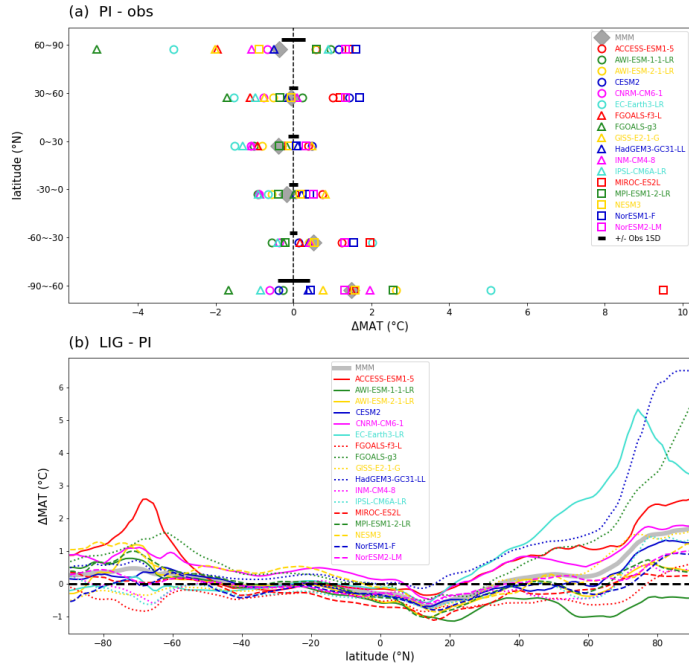 (a) PI - obs
60~90
30~60
0~30
-30~0
-60~-30
-90~-60
latitude (°N)
-4
-2
0
2
4
6
8
10
ΔMAT (°C)
MMM
ACCESS-ESM1-5
AWI-ESM-1-1-LR
AWI-ESM-2-1-LR
CESM2
CNRM-CM6-1
EC-Earth3-LR
FGOALS-f3-L
FGOALS-g3
GISS-E2-1-G
HadGEM3-GC31-LL
INM-CM4-8
IPSL-CM6A-LR
MIROC-ES2L
MPI-ESM1-2-LR
NESM3
NorESM1-F
NorESM2-LM
+/- Obs 1SD
(b) LIG - PI
6
5
4
3
2
1
0
−1
ΔMAT (°C)
MMM
ACCESS-ESM1-5
AWI-ESM-1-1-LR
AWI-ESM-2-1-LR
CESM2
CNRM-CM6-1
EC-Earth3-LR
FGOALS-f3-L
FGOALS-g3
GISS-E2-1-G
HadGEM3-GC31-LL
INM-CM4-8
IPSL-CM6A-LR
MIROC-ES2L
MPI-ESM1-2-LR
NESM3
NorESM1-F
NorESM2-LM
−80
−60
−40
−20
0
20
40
60
80
latitude (°N)